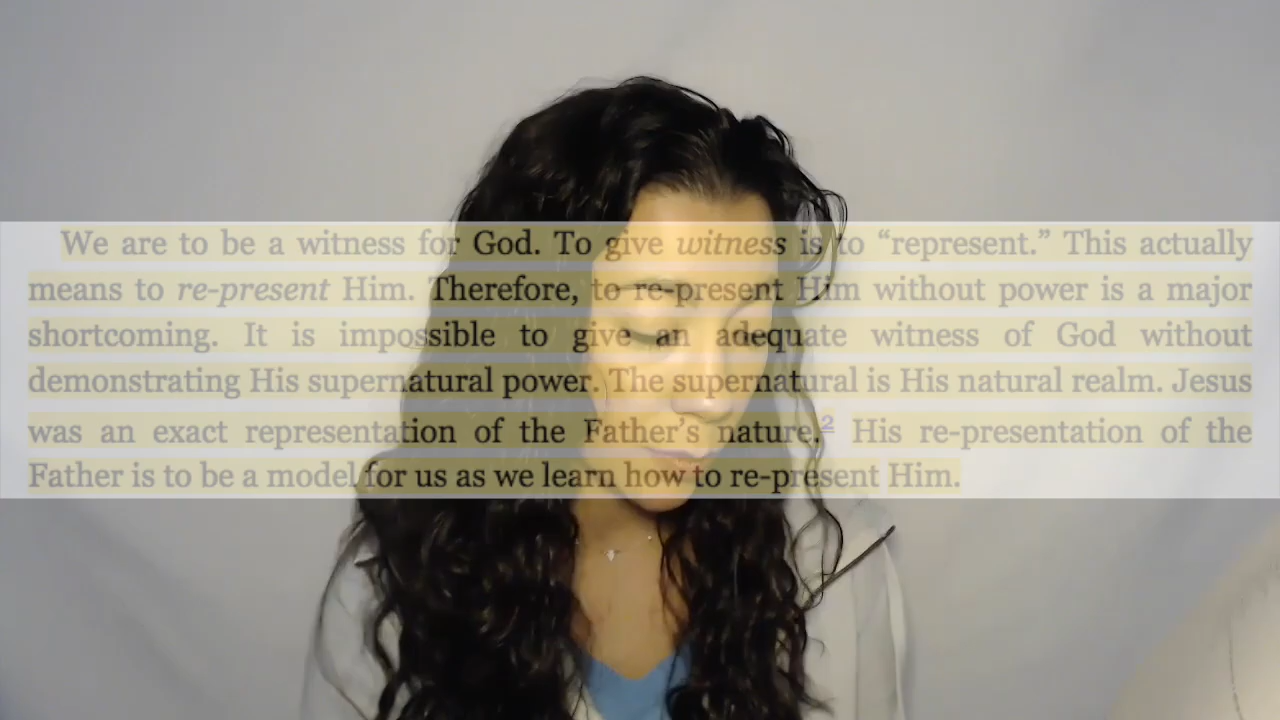 We are to be a witness for God. To give witness is to “represent.” This actually
means to re-present Him. Therefore, to re-present Him without power is a major
shortcoming. It is impossible to give an adequate witness of God without
demonstrating His supernatural power. The supernatural is His natural realm. Jesus
was an exact representation of the Father’s nature.2 His re-presentation of the
Father is to be a model for us as we learn how to re-present Him.